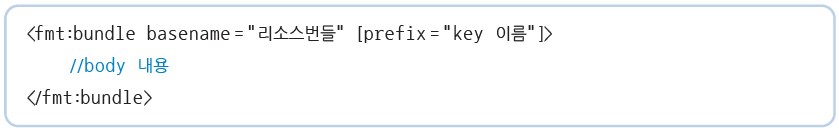 <fmt:bundle basename="리소스번들" [prefix="key 이름"]>
//body 내용
</fmt:bundle>